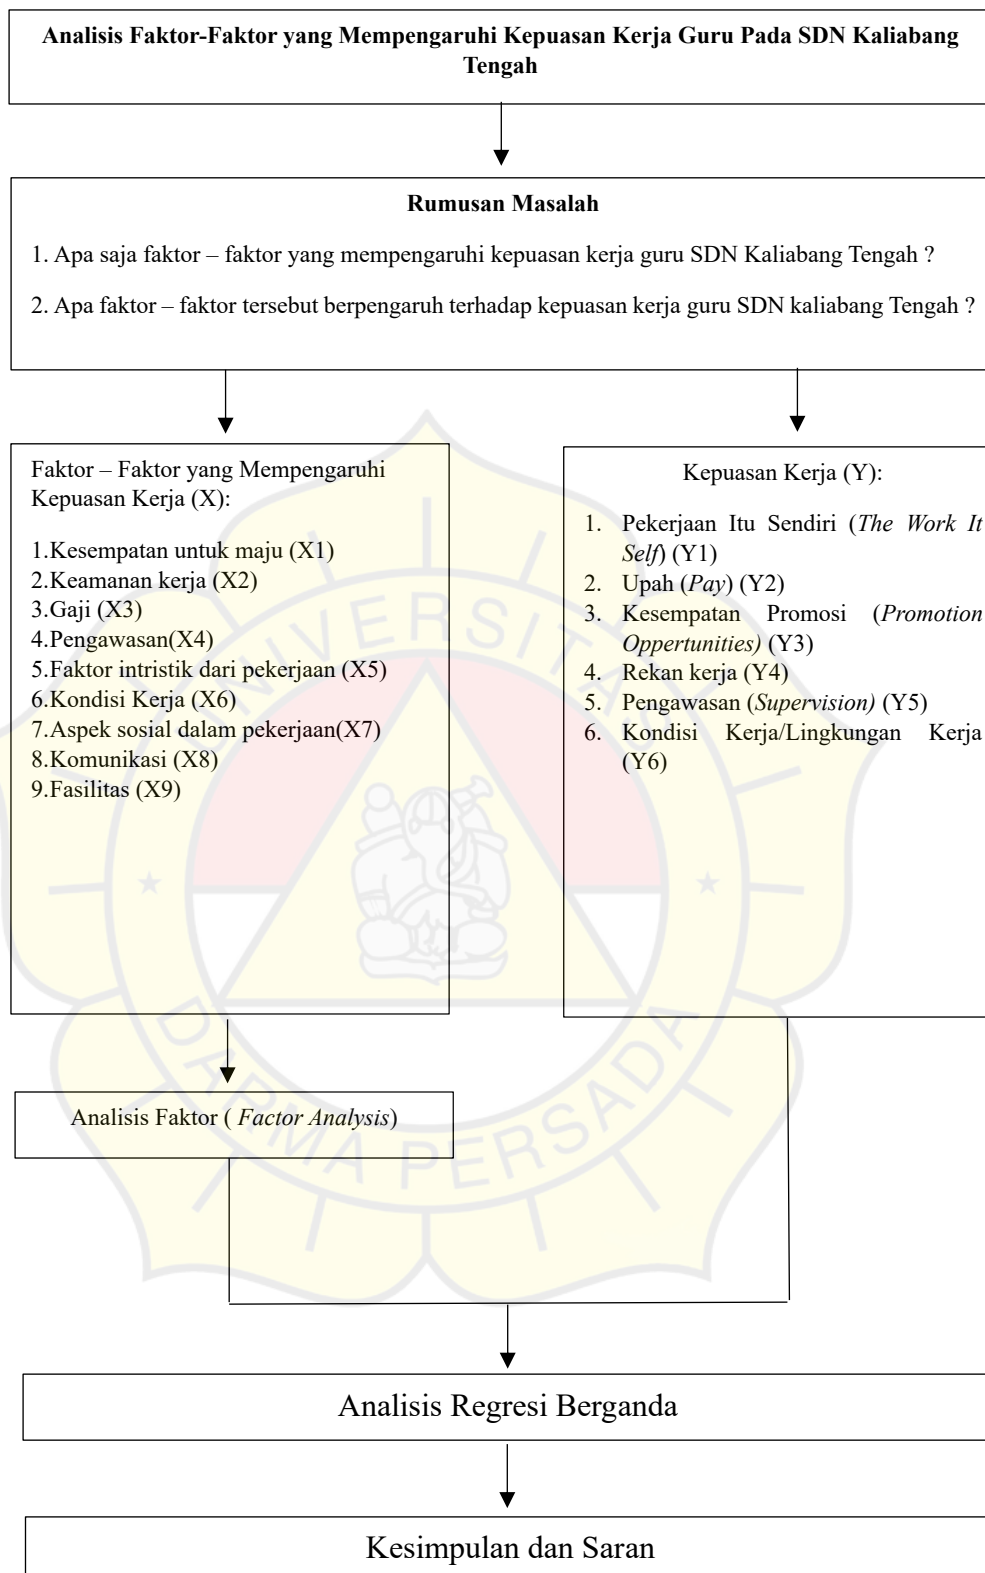 Analisis Faktor-Faktor yang Mempengaruhi Kepuasan Kerja Guru Pada SDN Kaliabang
Tengah
Rumusan Masalah
1. Apa saja faktor – faktor yang mempengaruhi kepuasan kerja guru SDN Kaliabang Tengah ?
2. Apa faktor – faktor tersebut berpengaruh terhadap kepuasan kerja guru SDN kaliabang Tengah ?
Faktor – Faktor yang Mempengaruhi
Kepuasan Kerja (X):
1.Kesempatan untuk maju (X1)
2.Keamanan kerja (X2)
3.Gaji (X3)
4.Pengawasan(X4)
5.Faktor intristik dari pekerjaan (X5)
6.Kondisi Kerja (X6)
7.Aspek sosial dalam pekerjaan(X7)
8.Komunikasi (X8)
9.Fasilitas (X9)
Kepuasan Kerja (Y):
1. Pekerjaan Itu Sendiri (The Work It
Self) (Y1)
2. Upah (Pay) (Y2)
3. Kesempatan Promosi (Promotion
Oppertunities) (Y3)
4. Rekan kerja (Y4)
5. Pengawasan (Supervision) (Y5)
6. Kondisi Kerja/Lingkungan Kerja
(Y6)
Analisis Faktor ( Factor Analysis)
Analisis Regresi Berganda
Kesimpulan dan Saran
UNIVERSITAS
DARMA PERSADA